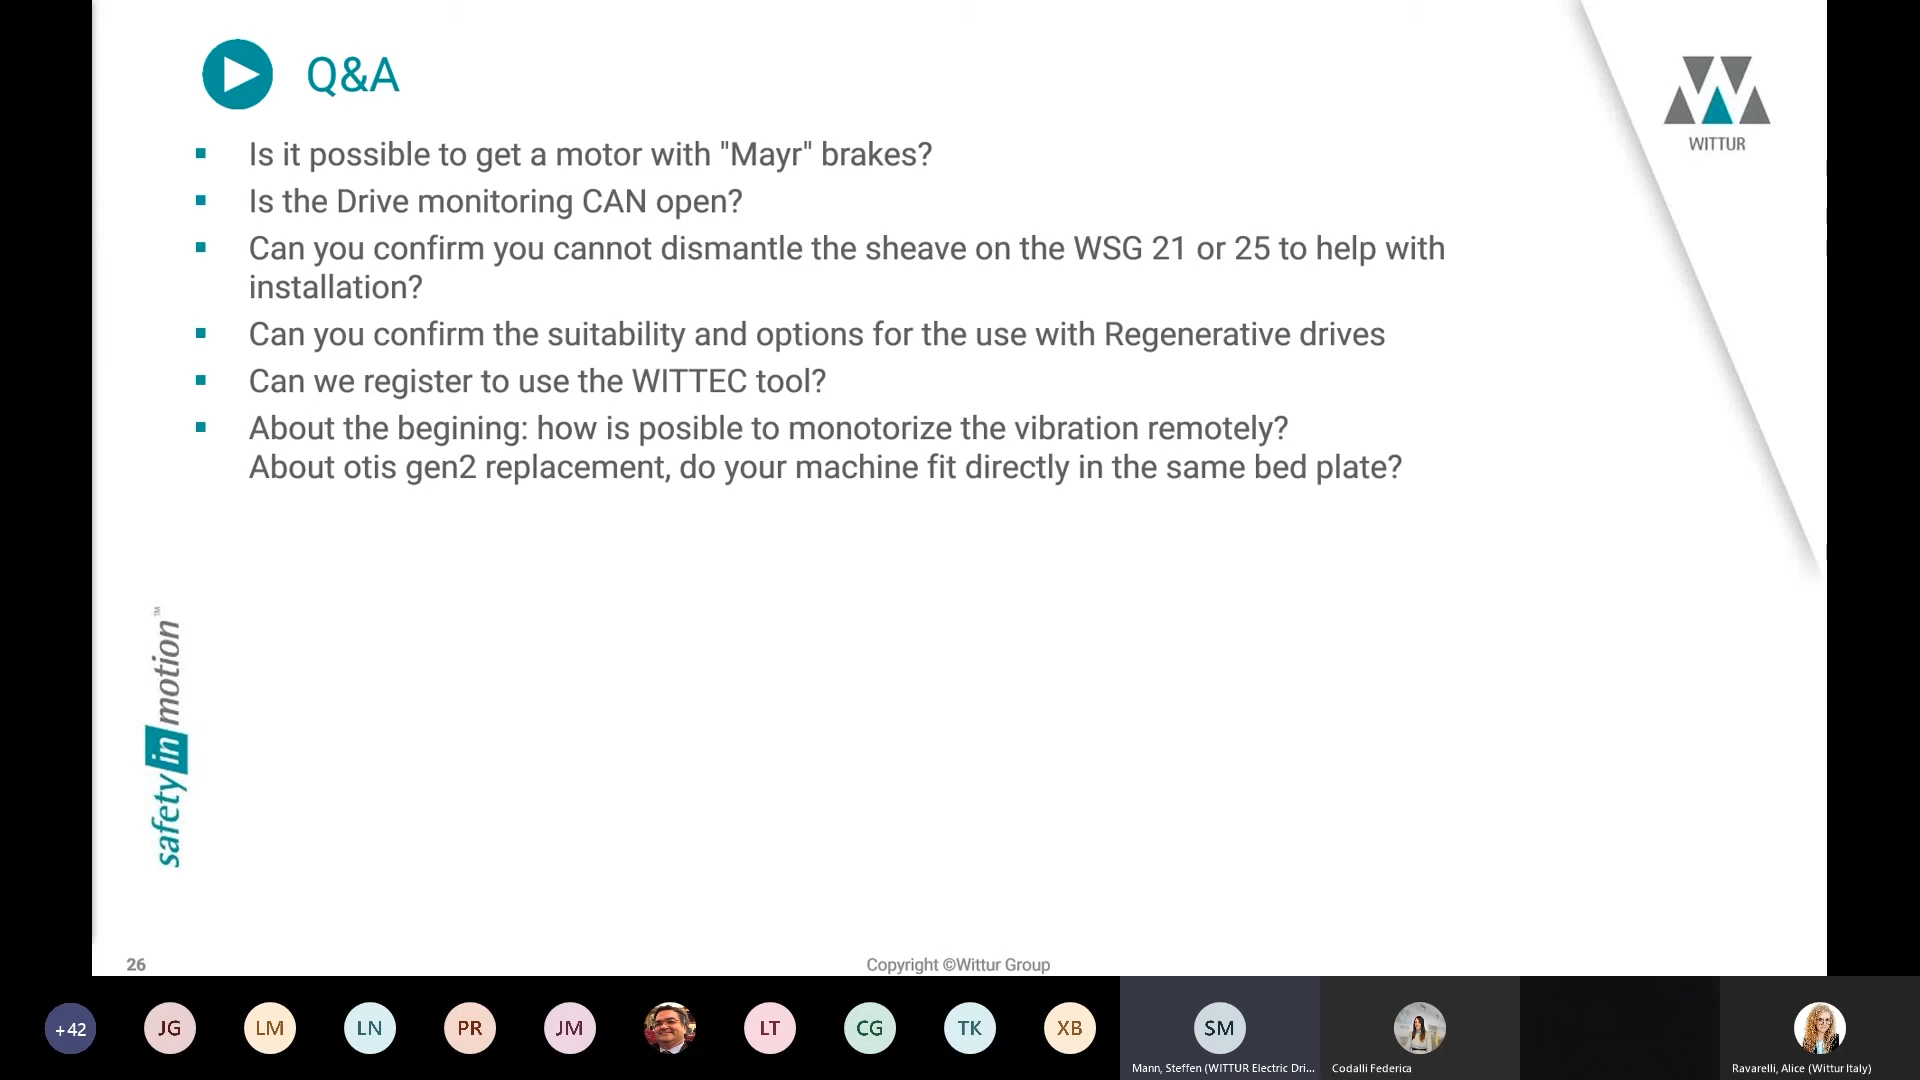 Q&A
WITTUR
Is it possible to get a motor with "Mayr" brakes?
Is the Drive monitoring CAN open?
Can you confirm you cannot dismantle the sheave on the WSG 21 or 25 to help with
installation?
Can you confirm the suitability and options for the use with Regenerative drives
Can we register to use the WITTEC tool?
About the begining: how is posible to monotorize the vibration remotely?
About otis gen2 replacement, do your machine fit directly in the same bed plate?
safety in motion™
26
Copyright ©Wittur Group
+42
JG
LM
LN
PR
JM
LT
CG
TK
XB
SM
Mann, Steffen (WITTUR Electric Dri...
Codalli Federica
Ravarelli, Alice (Wittur Italy)